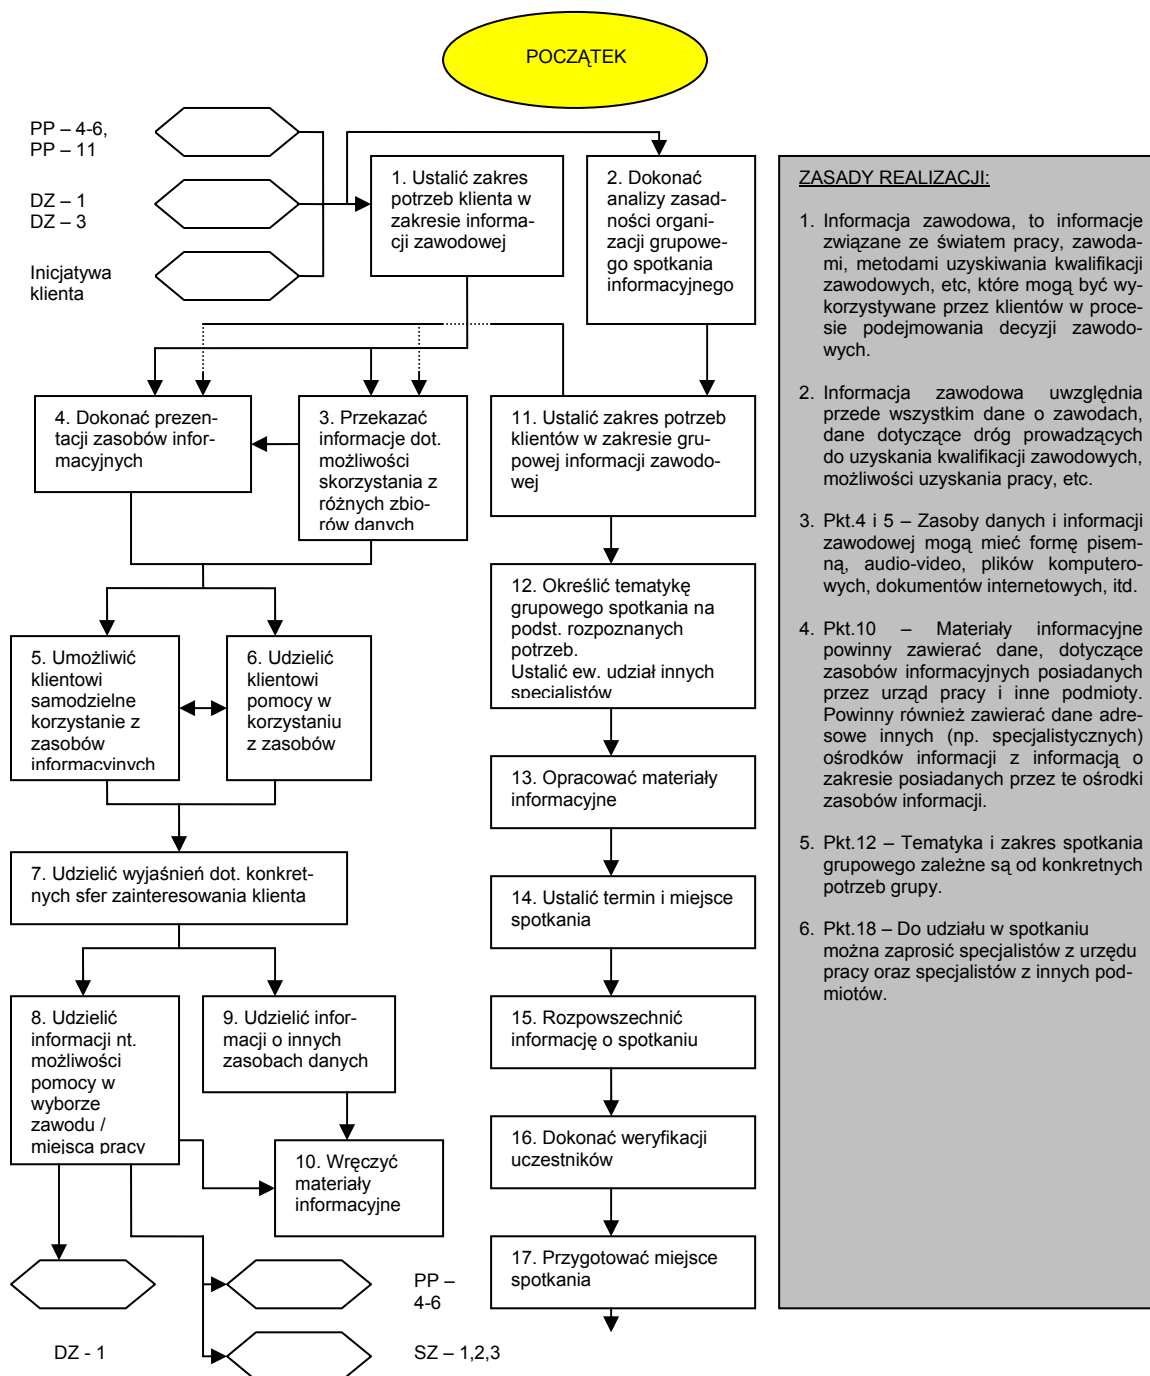 POCZĄTEK
PP – 4-6,
PP – 11
DZ – 1
DZ – 3
Inicjatywa
klienta
1. Ustalić zakres
potrzeb klienta w
zakresie informa-
cji zawodowej
2. Dokonać
analizy zasad-
ności organi-
zacji grupowe-
go spotkania
informacyjnego
4. Dokonać prezen-
tacji zasobów infor-
macyjnych
3. Przekazać
informacje dot.
możliwości
skorzystania z
różnych zbio-
rów danych
11. Ustalić zakres potrzeb
klientów w zakresie gru-
powej informacji zawodo-
wej
5. Umożliwić
klientowi
samodzielne
korzystanie z
zasobów
informacyjnych
6. Udzielić
klientowi
pomocy w
korzystaniu
z zasobów
12. Określić tematykę
grupowego spotkania na
podst. rozpoznanych
potrzeb.
Ustalić ew. udział innych
specjalistów
13. Opracować materiały
informacyjne
7. Udzielić wyjaśnień dot. konkret-
nych sfer zainteresowania klienta
14. Ustalić termin i miejsce
spotkania
8. Udzielić
informacji nt.
możliwości
pomocy w
wyborze
zawodu /
miejsca pracy
9. Udzielić infor-
macji o innych
zasobach danych
15. Rozpowszechnić
informację o spotkaniu
10. Wręczyć
materiały
informacyjne
16. Dokonać weryfikacji
uczestników
17. Przygotować miejsce
spotkania
PP –
4-6
DZ - 1
SZ – 1,2,3
ZASADY REALIZACJI:
1. Informacja zawodowa, to informacje
związane ze światem pracy, zawoda-
mi, metodami uzyskiwania kwalifikacji
zawodowych, etc, które mogą być wy-
korzystywane przez klientów w proce-
sie podejmowania decyzji zawodo-
wych.
2. Informacja zawodowa uwzględnia
przede wszystkim dane o zawodach,
dane dotyczące dróg prowadzących
do uzyskania kwalifikacji zawodowych,
możliwości uzyskania pracy, etc.
3. Pkt.4 i 5 – Zasoby danych i informacji
zawodowej mogą mieć formę pisem-
ną, audio-video, plików komputero-
wych, dokumentów internetowych, itd.
4. Pkt.10 – Materiały informacyjne
powinny zawierać dane, dotyczące
zasobów informacyjnych posiadanych
przez urząd pracy i inne podmioty.
Powinny również zawierać dane adre-
sowe innych (np. specjalistycznych)
ośrodków informacji z informacją o
zakresie posiadanych przez te ośrodki
zasobów informacji.
5. Pkt.12 – Tematyka i zakres spotkania
grupowego zależne są od konkretnych
potrzeb grupy.
6. Pkt.18 – Do udziału w spotkaniu
można zaprosić specjalistów z urzędu
pracy oraz specjalistów z innych pod-
miotów.